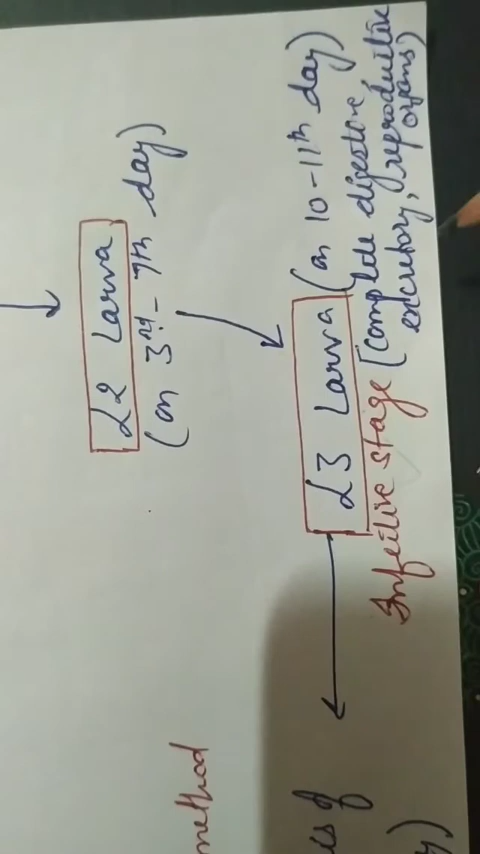 L2 Larva
(on 3rd - 7th day)
L3 Larva (on 10-11th day)
Infective stage (complete digestive
excretory, reproductive
organs)
method
is of